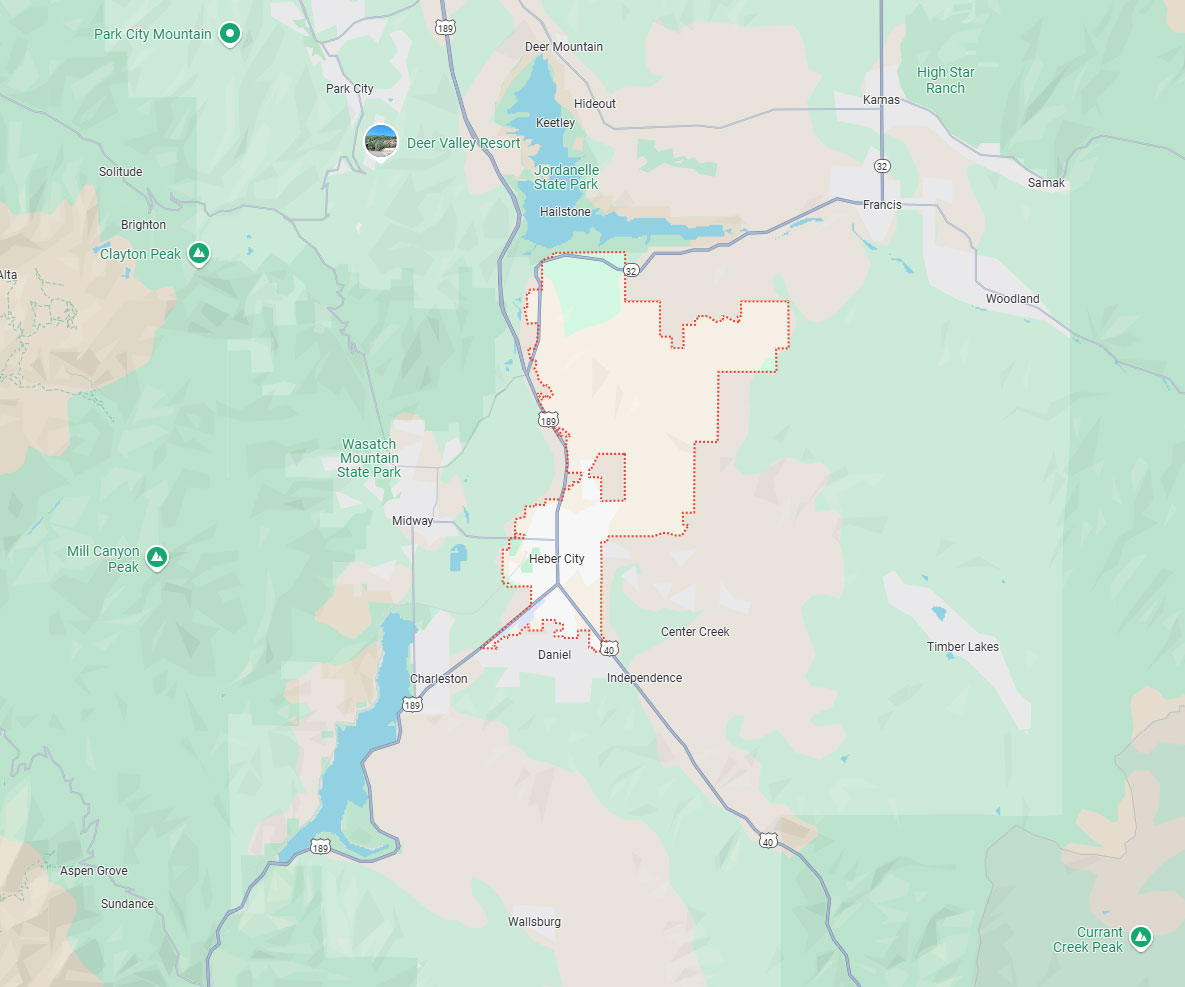 189
Park City Mountain
Deer Mountain
High Star
Ranch
Park City
Kamas
Hideout
Keetley
Deer Valley Resort
32
Solitude
Jordanelle
State Park
Samak
Francis
Hailstone
Brighton
Clayton Peak
Alta
32
Woodland
189
Wasatch
Mountain
State Park
Midway
Mill Canyon
Peak
Heber City
Center Creek
Timber Lakes
Daniel
40
Charleston
Independence
189
40
189
Aspen Grove
Sundance
Wallsburg
Currant
Creek Peak